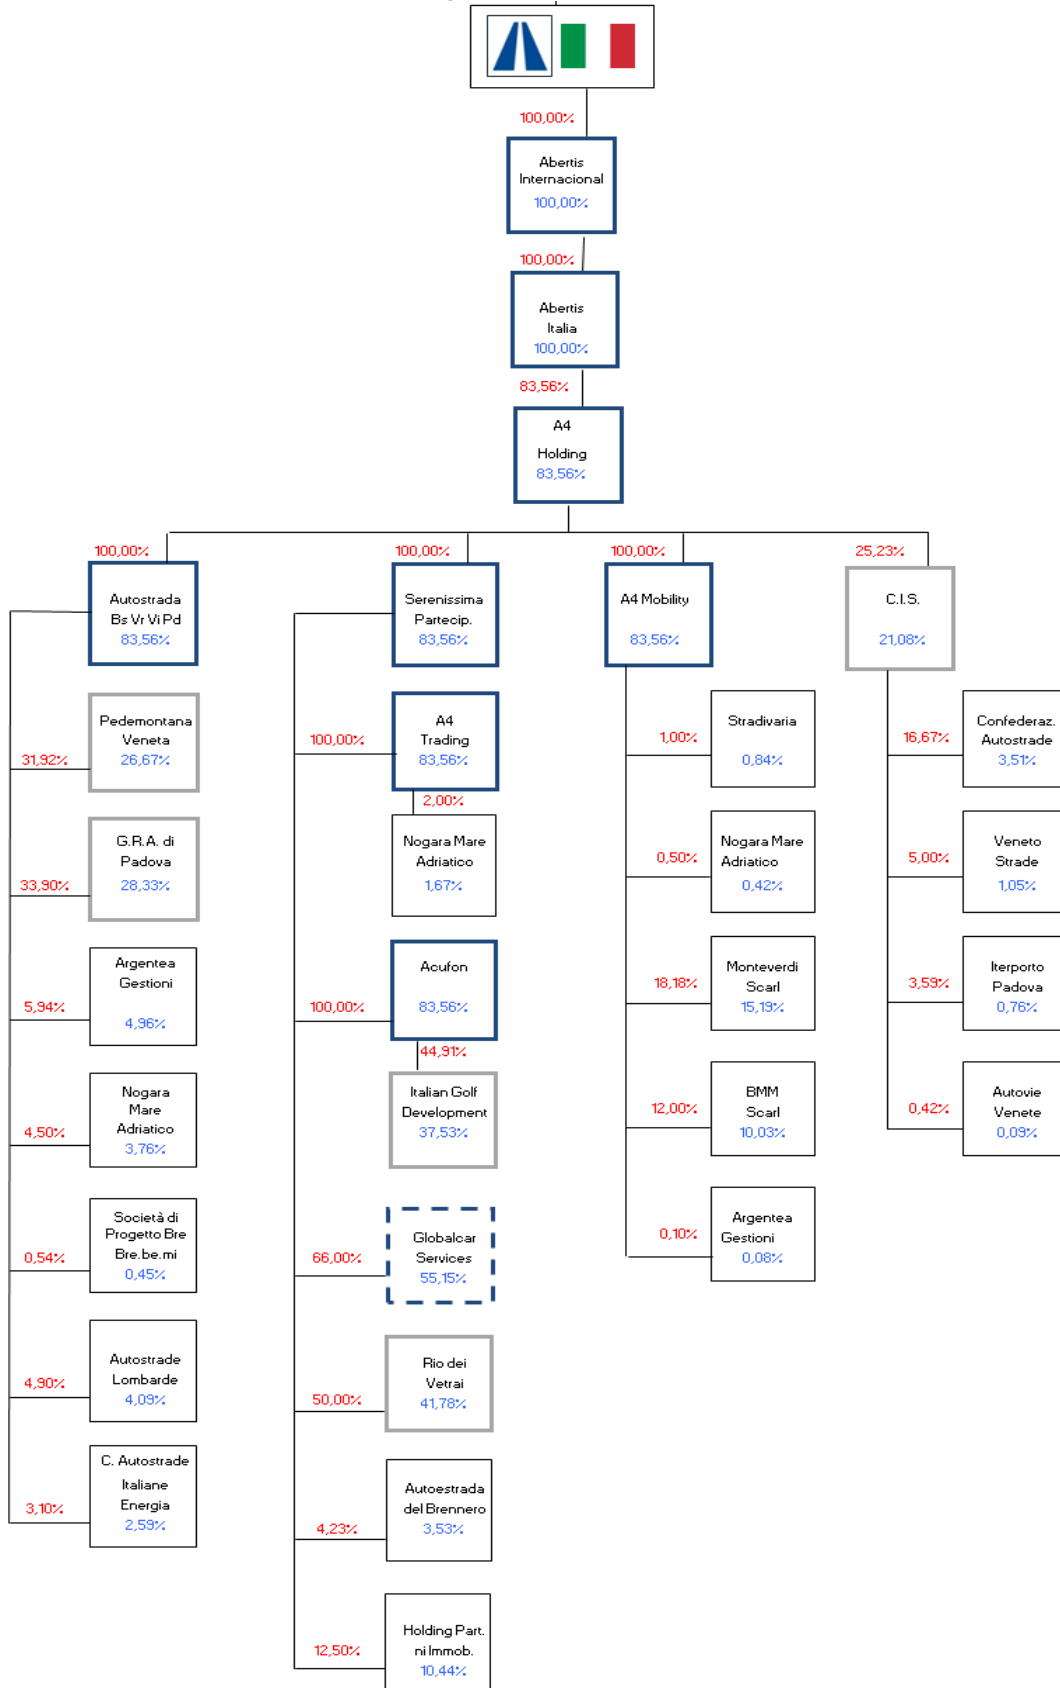 100,00%
Abertis
Internacional
100,00%
100,00%
Abertis
Italia
100,00%
83,56%
A4
Holding
83,56%
100,00%
Autostrada
Bs Vr Vi Pd
83,56%
31,92%
Pedemontana
Veneta
26,67%
33,90%
G.R.A. di
Padova
28,33%
5,94%
Argentea
Gestioni
4,96%
4,50%
Nogara
Mare
Adriatico
3,76%
0,54%
Società di
Progetto Bre
Bre.be.mi
0,45%
4,90%
Autostrade
Lombarde
4,09%
3,10%
C. Autostrade
Italiane
Energia
2,59%
100,00%
Serenissima
Partecip.
83,56%
100,00%
A4
Trading
83,56%
2,00%
Nogara Mare
Adriatico
1,67%
100,00%
Acufon
83,56%
44,91%
Italian Golf
Development
37,53%
66,00%
Globalcar
Services
55,15%
50,00%
Rio dei
Vetrai
41,78%
4,23%
Autoestrada
del Brennero
3,53%
12,50%
Holding Part.
ni Immob.
10,44%
100,00%
A4 Mobility
83,56%
1,00%
Stradivaria
0,84%
0,50%
Nogara Mare
Adriatico
0,42%
18,18%
Monteverdi
Scarl
15,19%
12,00%
BMM
Scarl
10,03%
0,10%
Argentea
Gestioni
0,08%
25,23%
C.I.S.
21,08%
16,67%
Confederaz.
Autostrade
3,51%
5,00%
Veneto
Strade
1,05%
3,59%
Iterporto
Padova
0,76%
0,42%
Autovie
Venete
0,09%